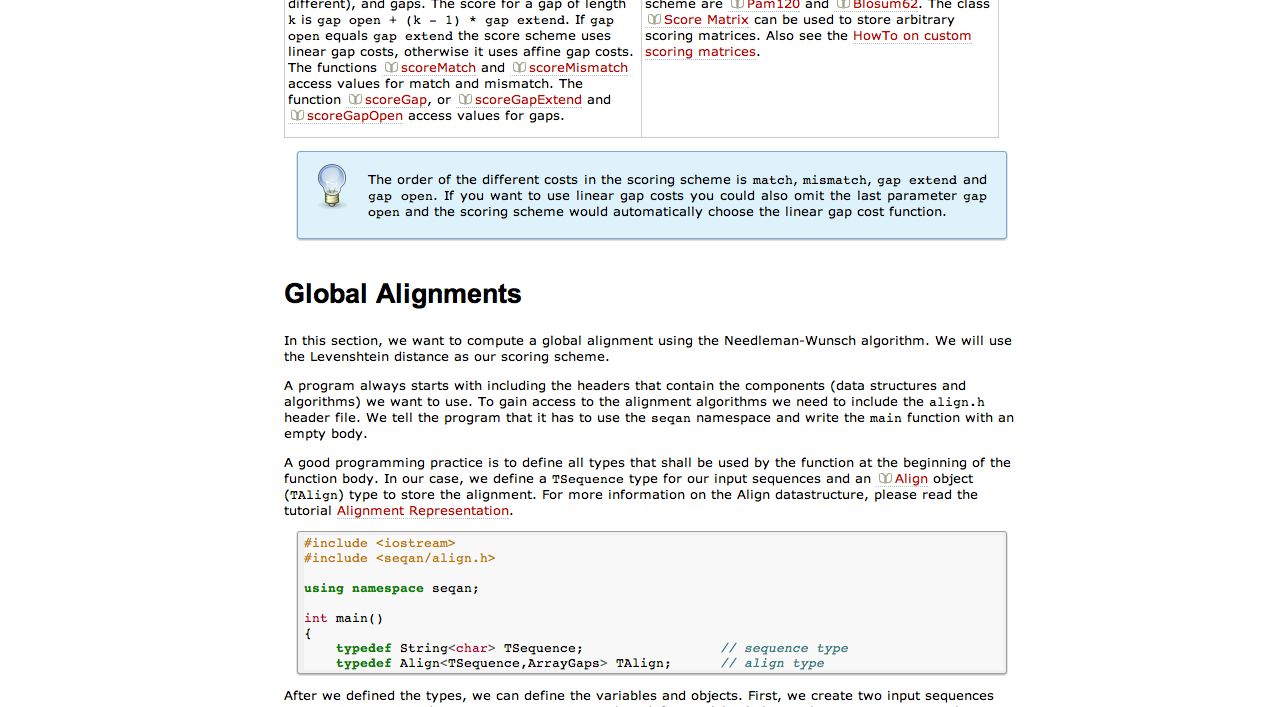 different), and gaps. The score for a gap of length
k is gap open + (k - 1) * gap extend. If gap
open equals gap extend the score scheme uses
linear gap costs, otherwise it uses affine gap costs.
The functions scoreMatch and scoreMismatch
access values for match and mismatch. The
function scoreGap, or scoreGapExtend and
scoreGapOpen access values for gaps.
scheme are Pam120 and Blosum62. The class
Score Matrix can be used to store arbitrary
scoring matrices. Also see the HowTo on custom
scoring matrices.
The order of the different costs in the scoring scheme is match, mismatch, gap extend and
gap open. If you want to use linear gap costs you could also omit the last parameter gap
open and the scoring scheme would automatically choose the linear gap cost function.
Global Alignments
In this section, we want to compute a global alignment using the Needleman-Wunsch algorithm. We will use
the Levenshtein distance as our scoring scheme.
A program always starts with including the headers that contain the components (data structures and
algorithms) we want to use. To gain access to the alignment algorithms we need to include the align.h
header file. We tell the program that it has to use the seqan namespace and write the main function with an
empty body.
A good programming practice is to define all types that shall be used by the function at the beginning of the
function body. In our case, we define a TSequence type for our input sequences and an Align object
(TAlign) type to store the alignment. For more information on the Align datastructure, please read the
tutorial Alignment Representation.
#include <iostream>
#include <seqan/align.h>
using namespace seqan;
int main()
{
    typedef String<char> TSequence;                 // sequence type
    typedef Align<TSequence,ArrayGaps> TAlign;      // align type
After we defined the types, we can define the variables and objects. First, we create two input sequences